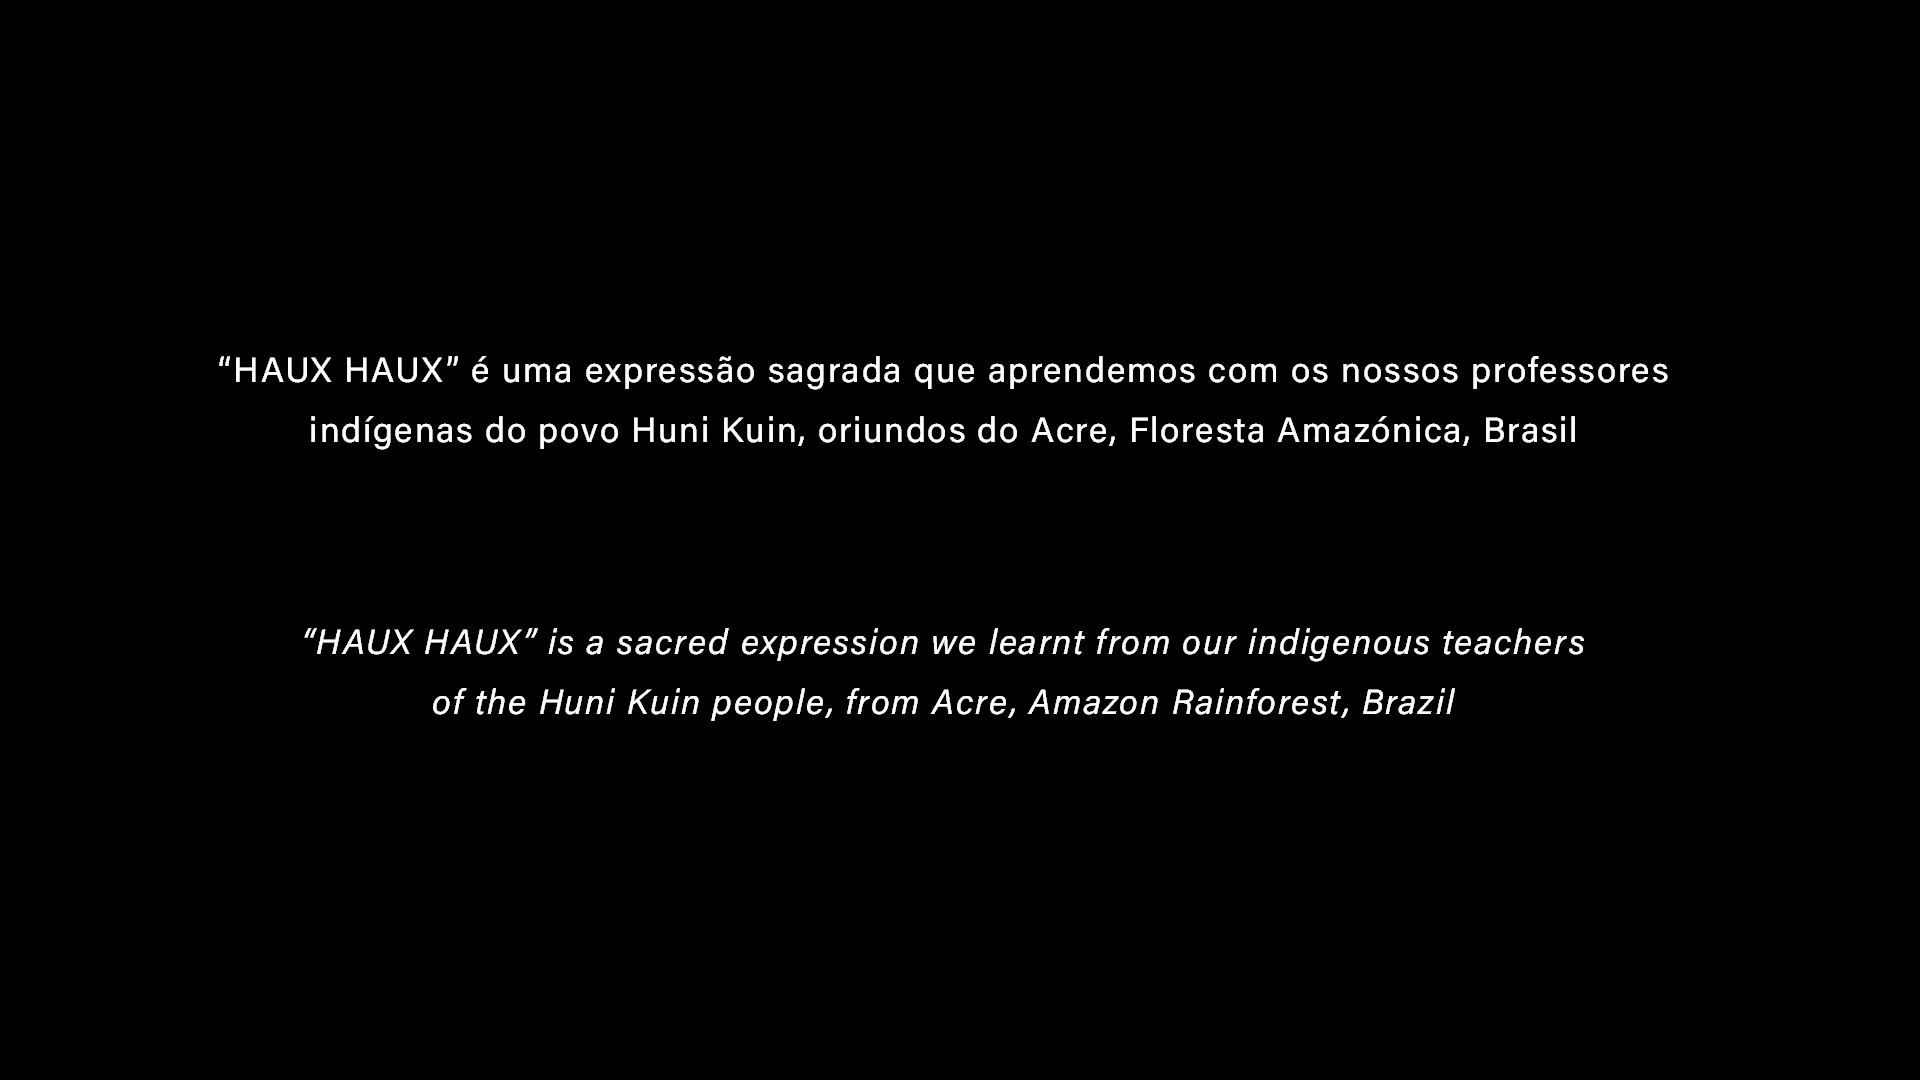 “HAUX HAUX” é uma expressão sagrada que aprendemos com os nossos professores
indígenas do povo Huni Kuin, oriundos do Acre, Floresta Amazónica, Brasil
“HAUX HAUX” is a sacred expression we learnt from our indigenous teachers
of the Huni Kuin people, from Acre, Amazon Rainforest, Brazil